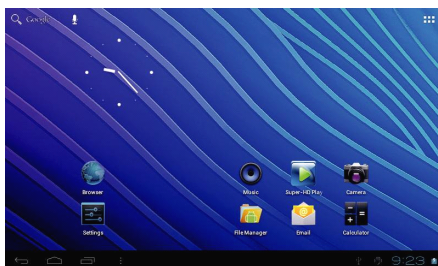 Google
Browser
Music
Super-HD Play
Camera
Settings
File Manager
Email
Calculator
9:23